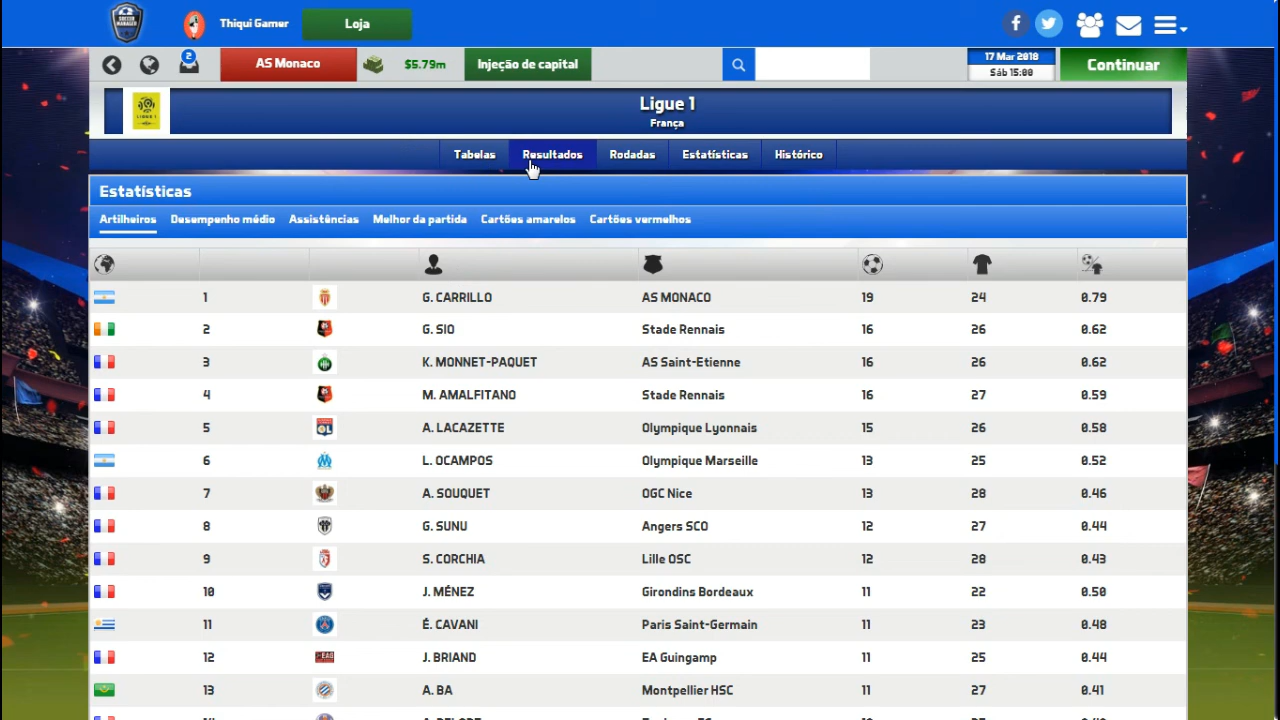 SOCCER MANAGER Thiqui Gamer Loja
2 AS Monaco $5.79m Injeção de capital 17 Mar 2018 Sáb 15:00 Continuar
LIGUE 1 Ligue 1
França
Tabelas Resultados Rodadas Estatísticas Histórico
Estatísticas
Artilheiros Desempenho médio Assistências Melhor da partida Cartões amarelos Cartões vermelhos
1 G. CARRILLO AS MONACO 19 24 0.79
2 G. SIO Stade Rennais 16 26 0.62
3 K. MONNET-PAQUET AS Saint-Etienne 16 26 0.62
4 M. AMALFITANO Stade Rennais 16 27 0.59
5 A. LACAZETTE Olympique Lyonnais 15 26 0.58
6 L. OCAMPOS Olympique Marseille 13 25 0.52
7 A. SOUQUET OGC Nice 13 28 0.46
8 G. SUNU Angers SCO 12 27 0.44
9 S. CORCHIA Lille OSC 12 28 0.43
10 J. MÉNEZ Girondins Bordeaux 11 22 0.50
11 É. CAVANI Paris Saint-Germain 11 23 0.48
12 J. BRIAND EA Guingamp 11 25 0.44
13 A. BA Montpellier HSC 11 27 0.41